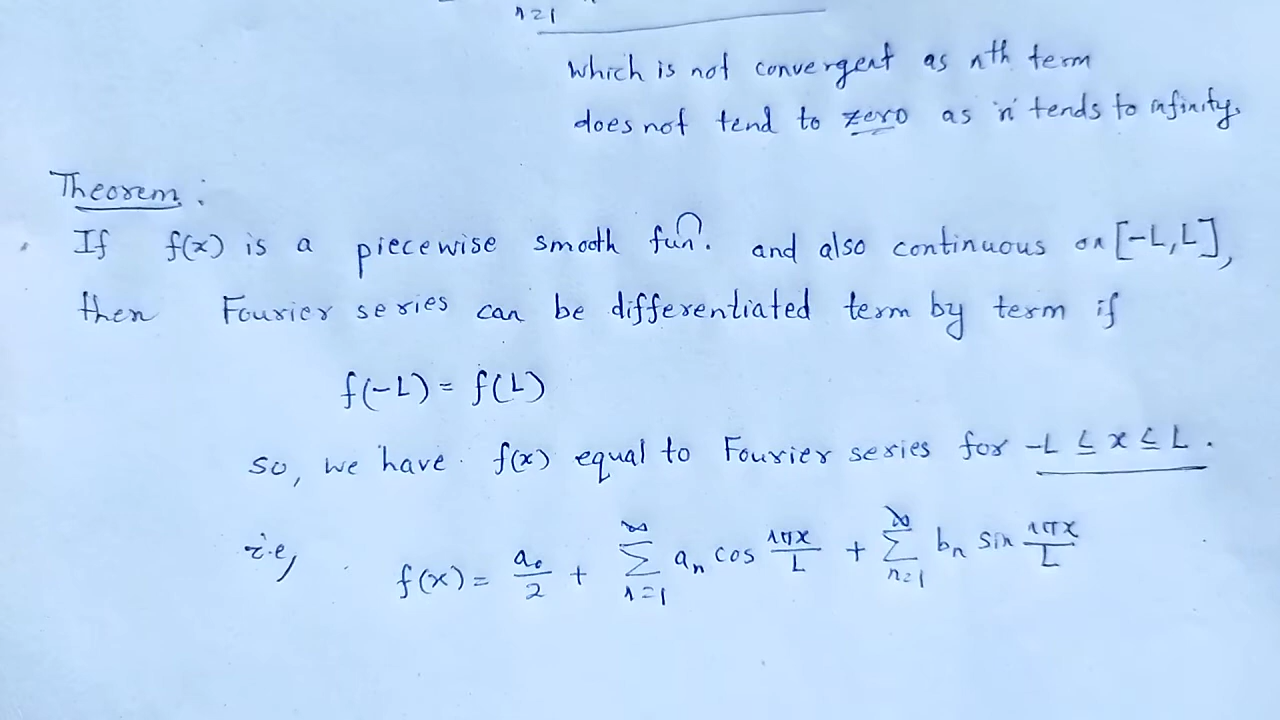 n=1
which is not convergent as nth term
does not tend to zero as 'n' tends to infinity.
Theorem :
If f(x) is a piecewise smooth fun. and also continuous on [-L, L],
then Fourier series can be differentiated term by term if
f(-L) = f(L)
so, we have f(x) equal to Fourier series for -L ≤ x ≤ L.
i.e, f(x) = a₀/2 + ∑_{n=1}^{∞} aₙ cos nπx/L + ∑_{n=1}^{∞} bₙ sin nπx/L